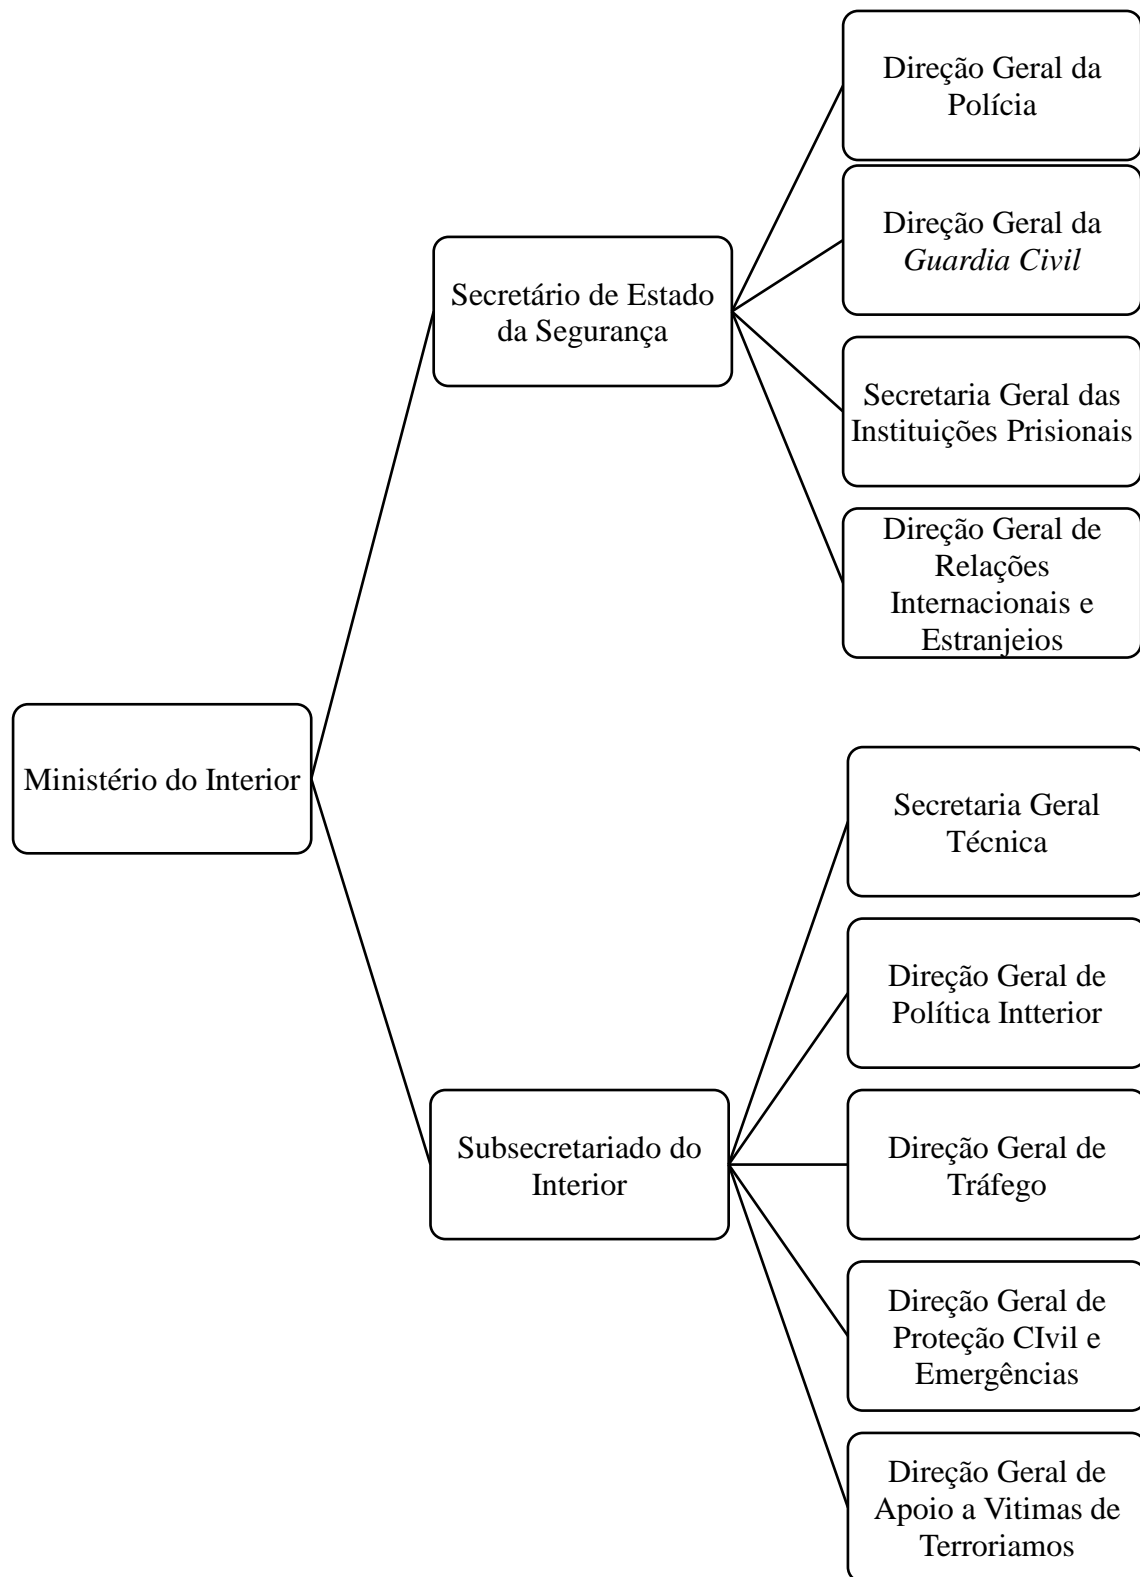 Direção Geral da
Polícia
Direção Geral da
Guardia Civil
Secretário de Estado
da Segurança
Secretaria Geral das
Instituições Prisionais
Direção Geral de
Relações
Internacionais e
Estranjeios
Ministério do Interior
Secretaria Geral
Técnica
Direção Geral de
Política Intterior
Subsecretariado do
Interior
Direção Geral de
Tráfego
Direção Geral de
Proteção CIvil e
Emergências
Direção Geral de
Apoio a Vitimas de
Terroriamos